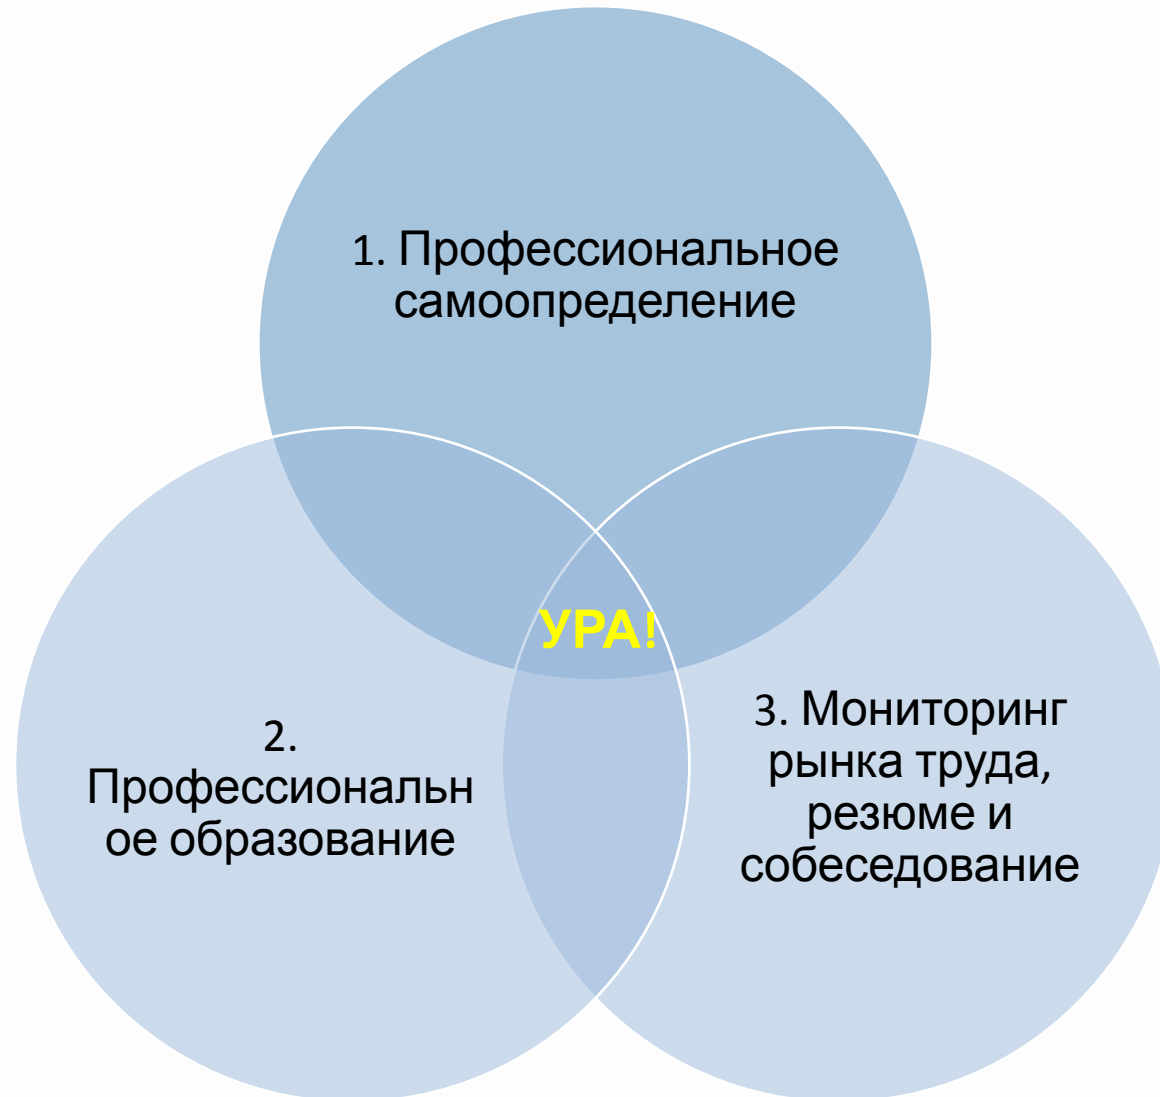 1. Профессиональное
самоопределение
УРА!
2.
Профессиональн
ое образование
3. Мониторинг
рынка труда,
резюме и
собеседование